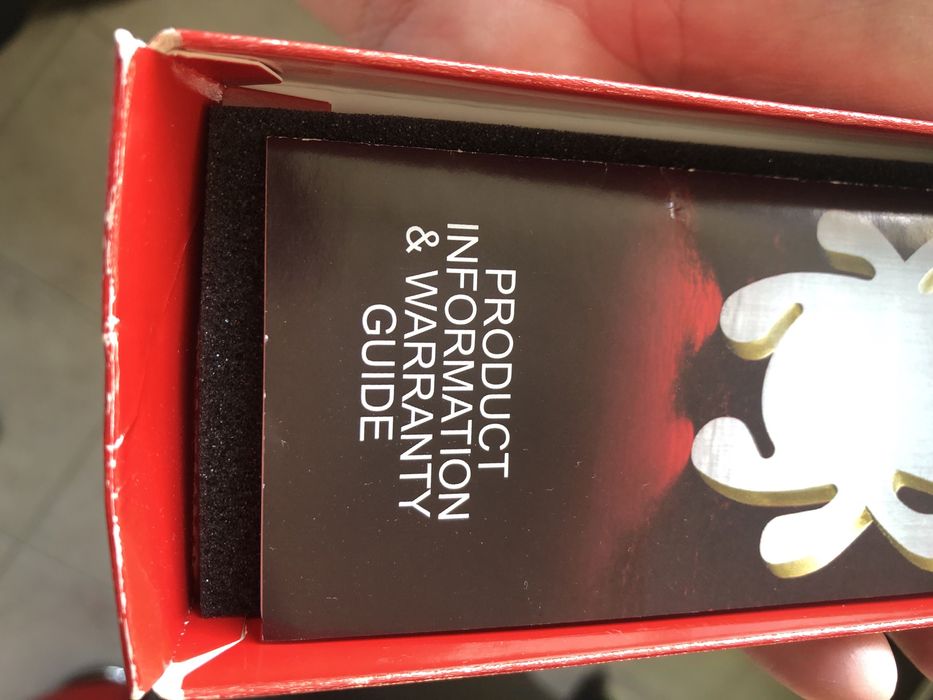 PRODUCT
INFORMATION
& WARRANTY
GUIDE